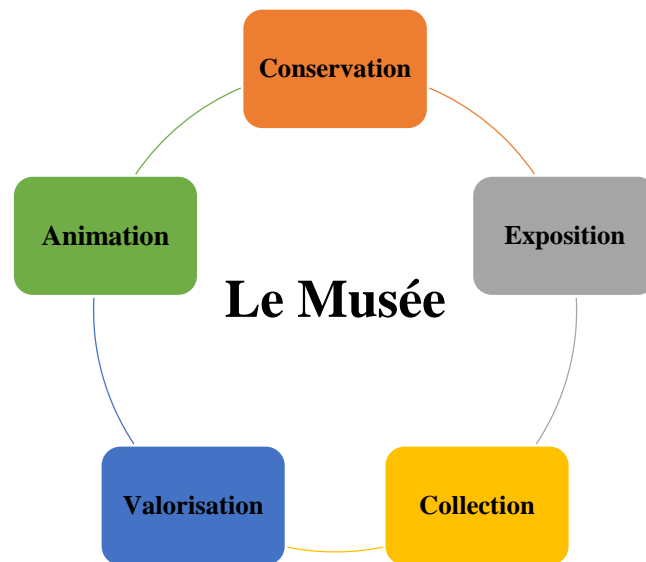 Conservation
Animation
Exposition
Le Musée
Valorisation
Collection